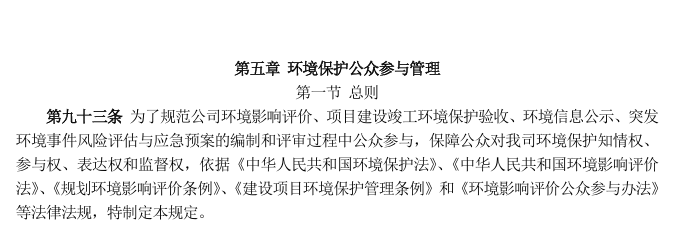 第五章 环境保护公众参与管理
第一节 总则
第九十三条 为了规范公司环境影响评价、项目建设竣工环境保护验收、环境信息公示、突发
环境事件风险评估与应急预案的编制和评审过程中公众参与，保障公众对我司环境保护知情权、
参与权、表达权和监督权，依据《中华人民共和国环境保护法》、《中华人民共和国环境影响评价
法》、《规划环境影响评价条例》、《建设项目环境保护管理条例》和《环境影响评价公众参与办法》
等法律法规，特制定本规定。